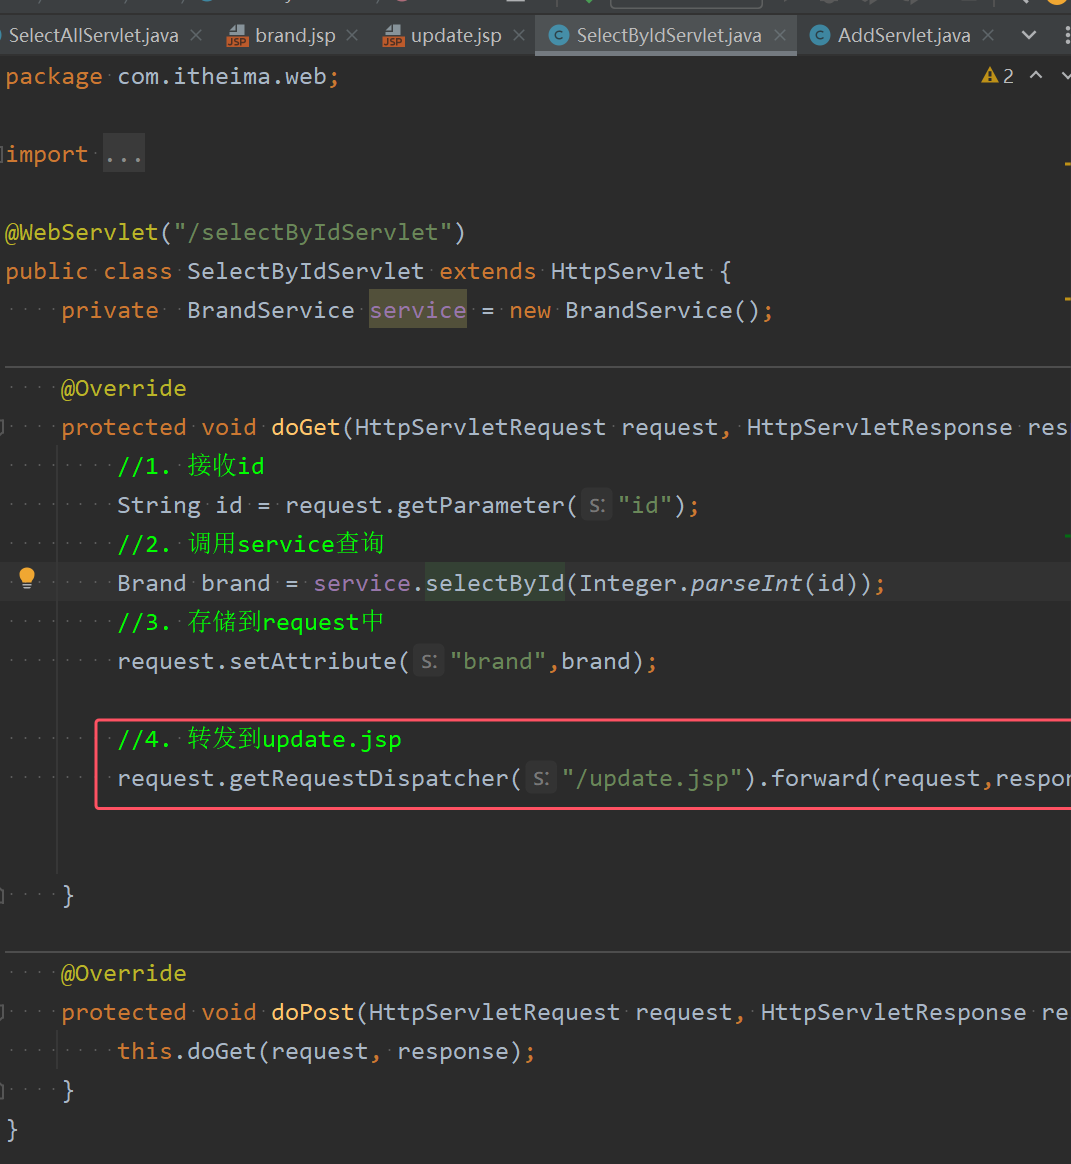 SelectAllServlet.java brand.jsp update.jsp SelectByIdServlet.java AddServlet.java
package com.itheima.web;
2
import ...
@WebServlet("/selectByIdServlet")
public class SelectByIdServlet extends HttpServlet {
private BrandService service = new BrandService();
@Override
protected void doGet(HttpServletRequest request, HttpServletResponse res
//1. 接收id
String id = request.getParameter( s: "id");
//2. 调用service查询
Brand brand = service.selectById(Integer.parseInt(id));
//3. 存储到request中
request.setAttribute( s: "brand",brand);
//4. 转发到update.jsp
request.getRequestDispatcher( s: "/update.jsp").forward(request,respon
}
@Override
protected void doPost(HttpServletRequest request, HttpServletResponse re
this.doGet(request, response);
}
}